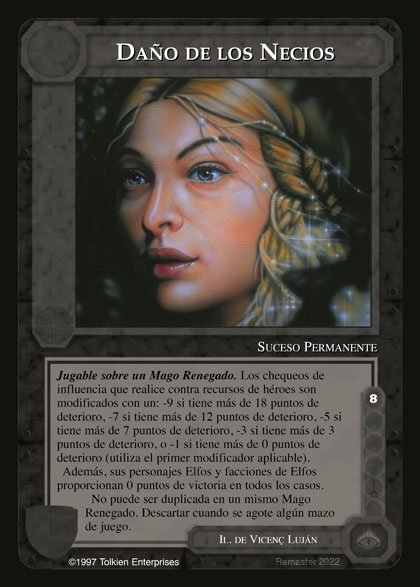 Daño de los Necios
Suceso Permanente
Jugable sobre un Mago Renegado. Los chequeos de
influencia que realice contra recursos de héroes son
modificados con un: -9 si tiene más de 18 puntos de
deterioro, -7 si tiene más de 12 puntos de deterioro, -5 si
tiene más de 7 puntos de deterioro, -3 si tiene más de 3
puntos de deterioro, o -1 si tiene más de 0 puntos de
deterioro (utiliza el primer modificador aplicable).
Además, sus personajes Elfos y facciones de Elfos
proporcionan 0 puntos de victoria en todos los casos.
No puede ser duplicada en un mismo Mago
Renegado. Descartar cuando se agote algún mazo
de juego.
8
Il. de Vicenç Luján
©1997 Tolkien Enterprises
Remaster 2022